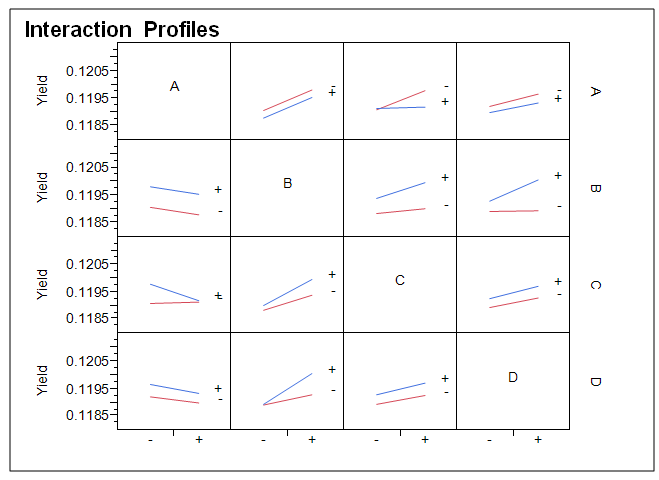 Interaction Profiles
Yield
0.1205
0.1195
0.1185
A
-
+
-
+
-
+
A
Yield
0.1205
0.1195
0.1185
+
-
B
+
-
+
-
B
Yield
0.1205
0.1195
0.1185
+
-
+
-
C
+
-
C
Yield
0.1205
0.1195
0.1185
+
-
+
-
+
-
D
D
- + - + - + - +